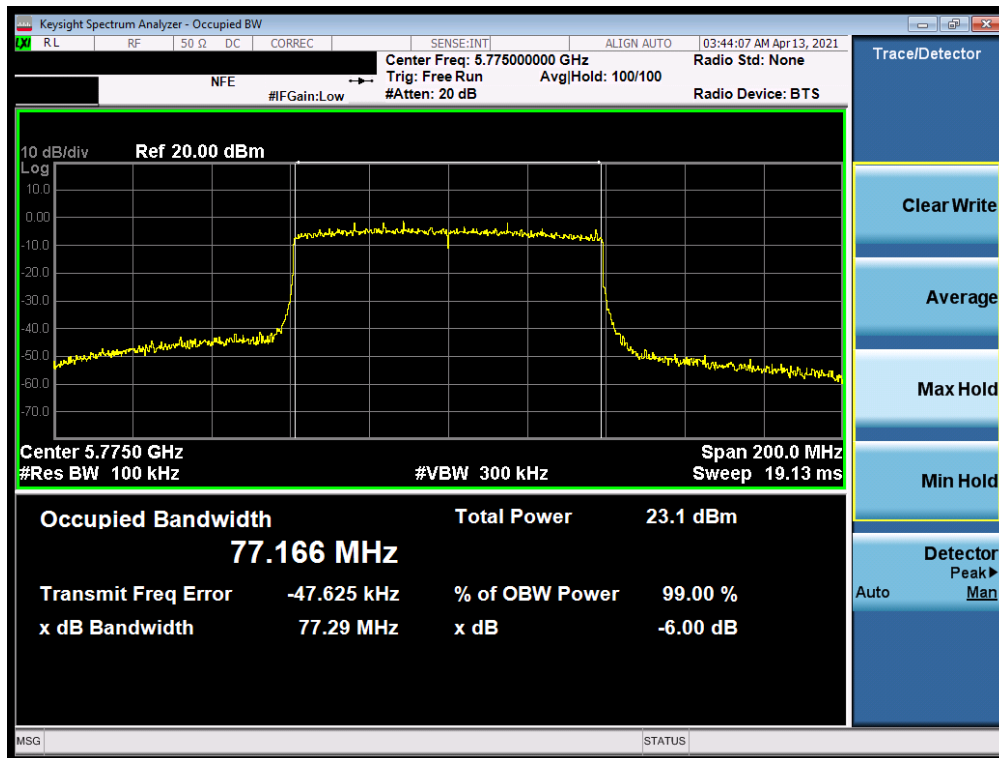 Keysight Spectrum Analyzer - Occupied BW
LXI RL RF 50 Ω DC CORREC SENSE:INT ALIGN AUTO 03:44:07 AM Apr 13, 2021
Center Freq: 5.775000000 GHz Radio Std: None
NFE Trig: Free Run Avg|Hold: 100/100
#IFGain:Low #Atten: 20 dB Radio Device: BTS
10 dB/div Ref 20.00 dBm
Log
10.0
0.00
-10.0
-20.0
-30.0
-40.0
-50.0
-60.0
-70.0
Center 5.7750 GHz Span 200.0 MHz
#Res BW 100 kHz #VBW 300 kHz Sweep 19.13 ms
Occupied Bandwidth Total Power 23.1 dBm
77.166 MHz
Transmit Freq Error -47.625 kHz % of OBW Power 99.00 %
x dB Bandwidth 77.29 MHz x dB -6.00 dB
MSG STATUS
Trace/Detector
Clear Write
Average
Max Hold
Min Hold
Detector
Peak▶
Auto Man